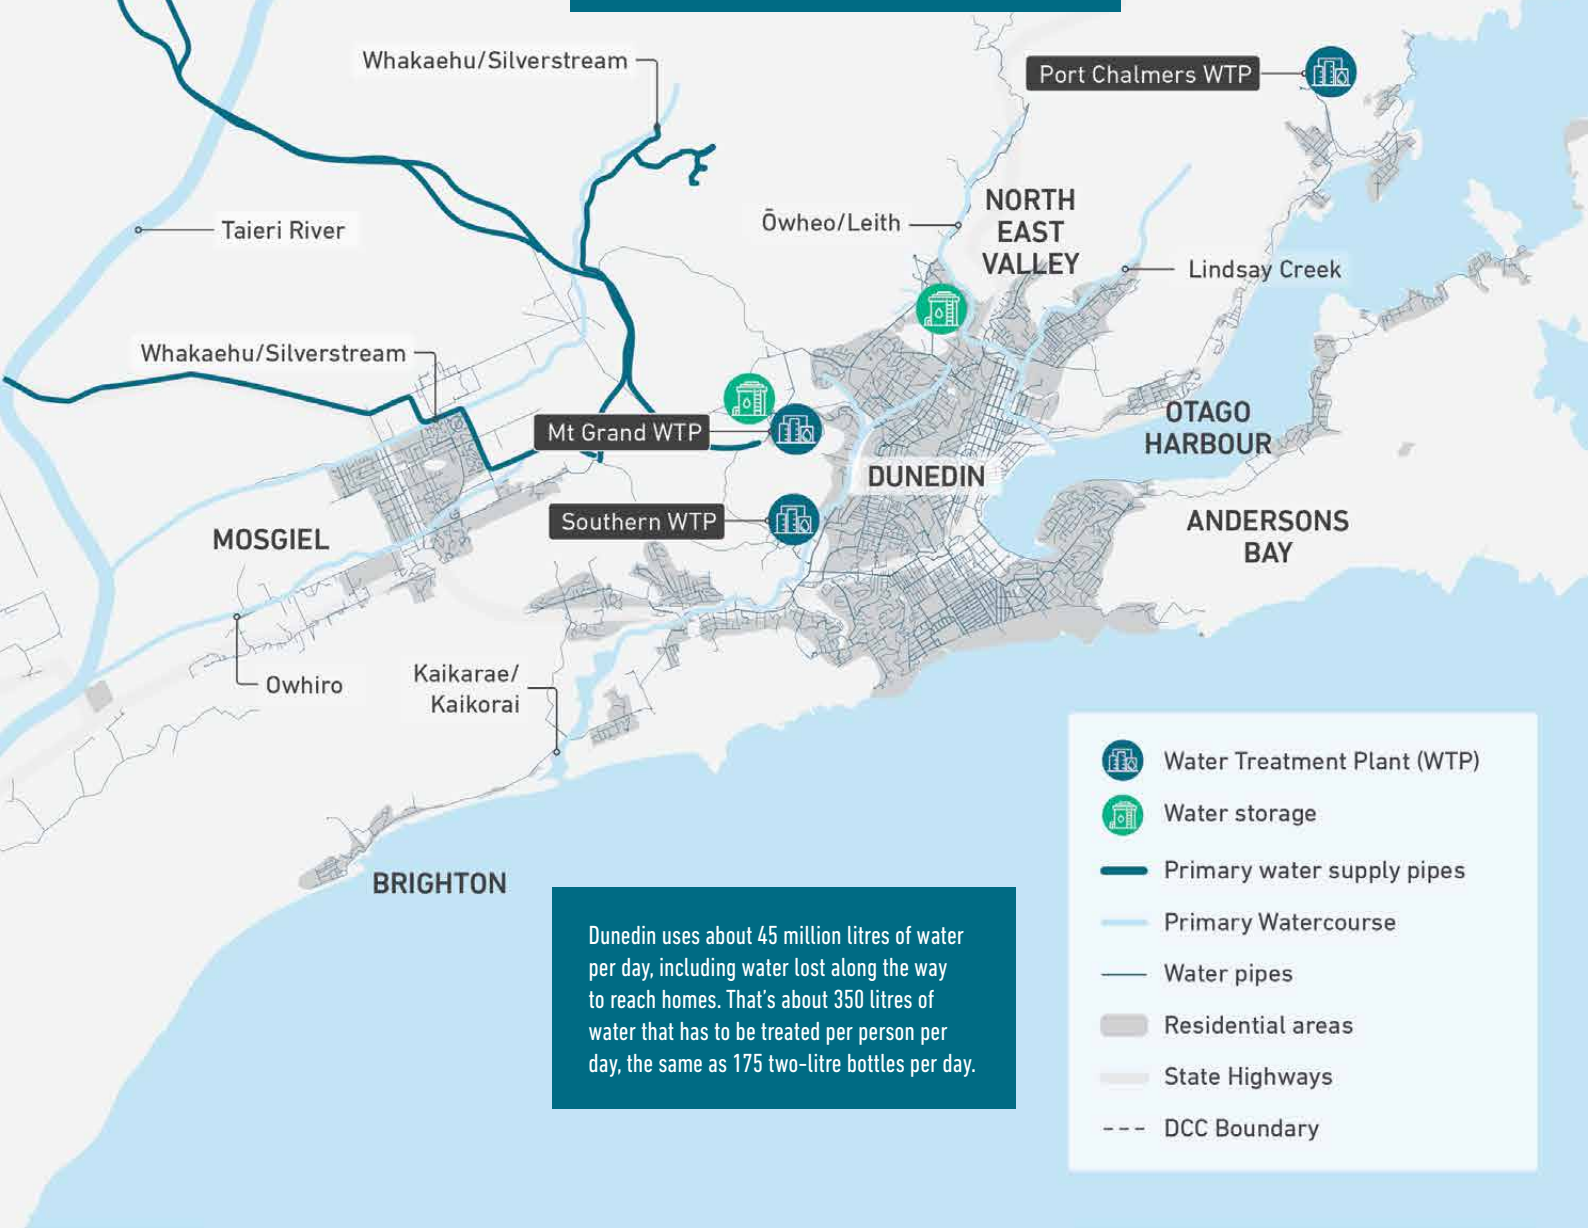 Whakaehu/Silverstream
Port Chalmers WTP
Taieri River
Ōwheo/Leith
NORTH
EAST
VALLEY
Lindsay Creek
Whakaehu/Silverstream
Mt Grand WTP
OTAGO
HARBOUR
DUNEDIN
Southern WTP
MOSGIEL
ANDERSONS
BAY
Owhiro
Kaikarae/
Kaikorai
BRIGHTON
Dunedin uses about 45 million litres of water
per day, including water lost along the way
to reach homes. That’s about 350 litres of
water that has to be treated per person per
day, the same as 175 two-litre bottles per day.
Water Treatment Plant (WTP)
Water storage
Primary water supply pipes
Primary Watercourse
Water pipes
Residential areas
State Highways
DCC Boundary